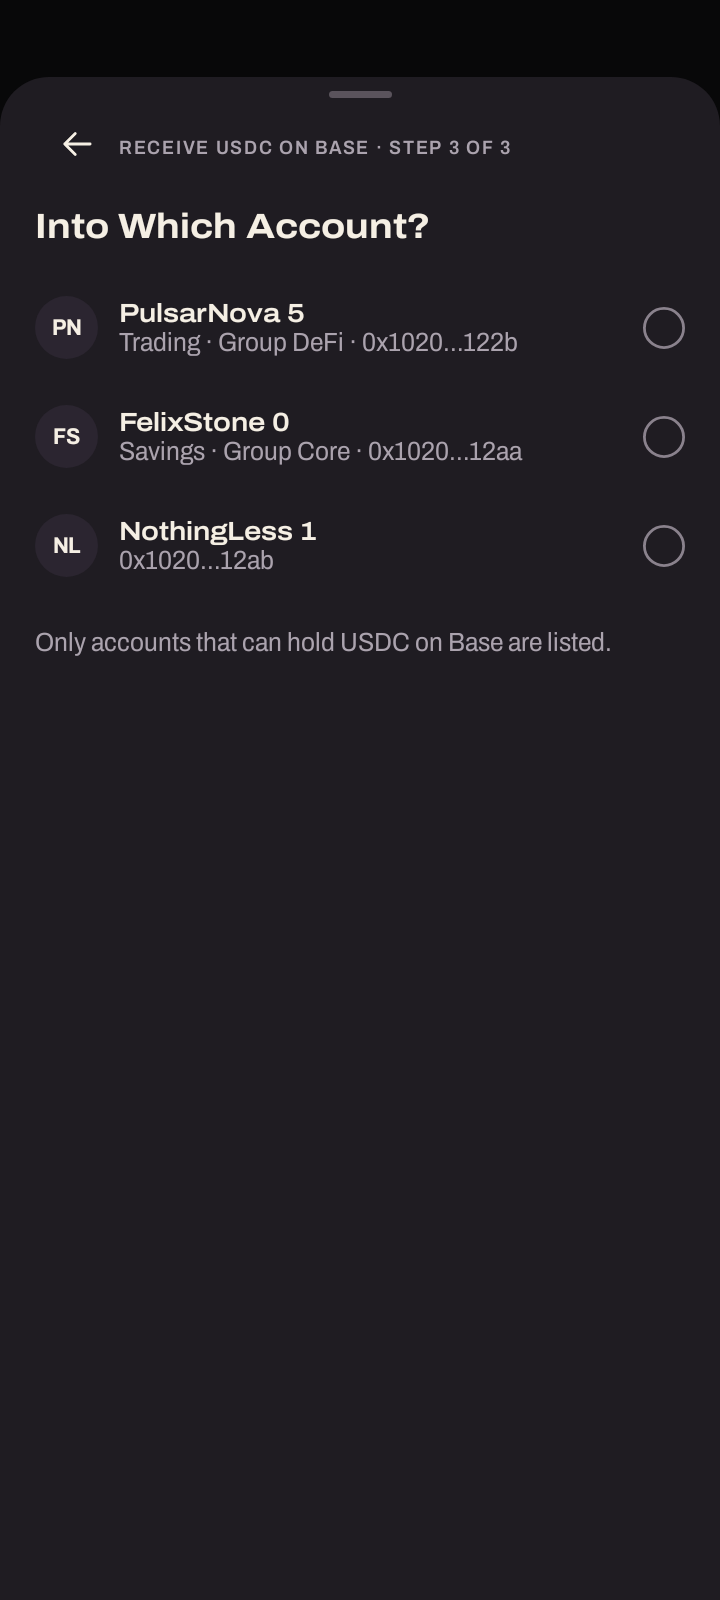 RECEIVE USDC ON BASE · STEP 3 OF 3
Into Which Account?
PN
PulsarNova 5
Trading · Group DeFi · 0x1020...122b
FS
FelixStone 0
Savings · Group Core · 0x1020...12aa
NL
NothingLess 1
0x1020...12ab
Only accounts that can hold USDC on Base are listed.